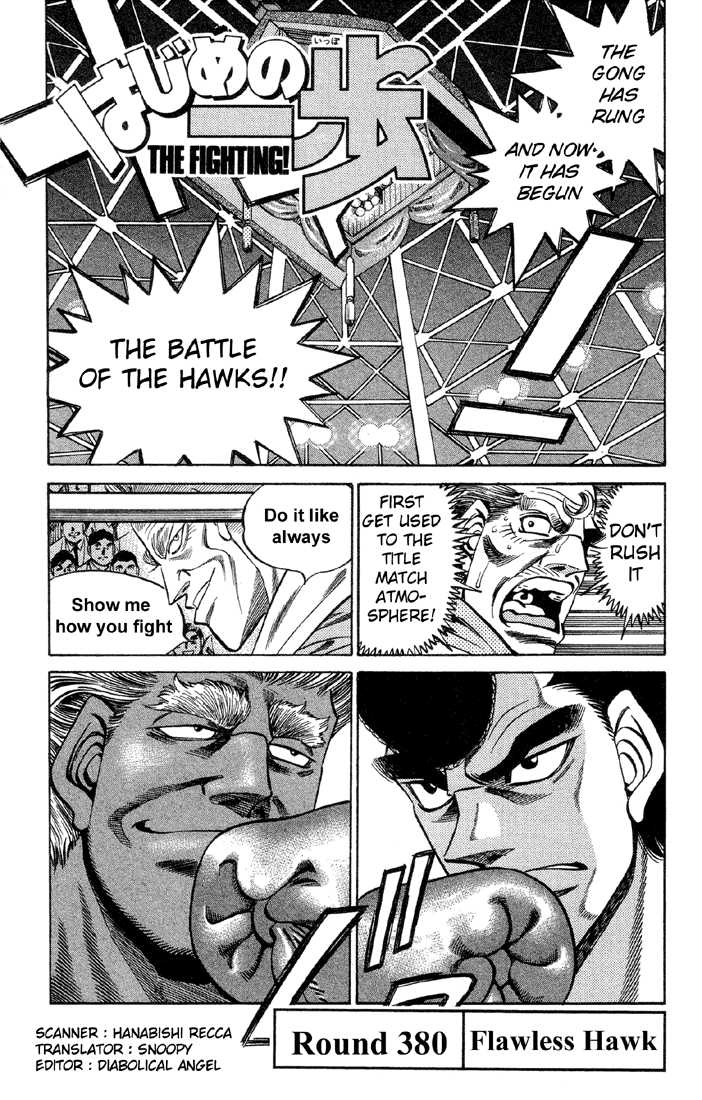 はじめの一歩
いっぽ
THE FIGHTING!
THE
GONG
HAS
RUNG
AND NOW
IT HAS
BEGUN
THE BATTLE
OF THE HAWKS!!
DON'T
RUSH
IT
FIRST
GET USED
TO THE
TITLE
MATCH
ATMO-
SPHERE!
Do it like
always
Show me
how you fight
SCANNER : HANABISHI RECCA
TRANSLATOR : SNOOPY
EDITOR : DIABOLICAL ANGEL
Round 380
Flawless Hawk